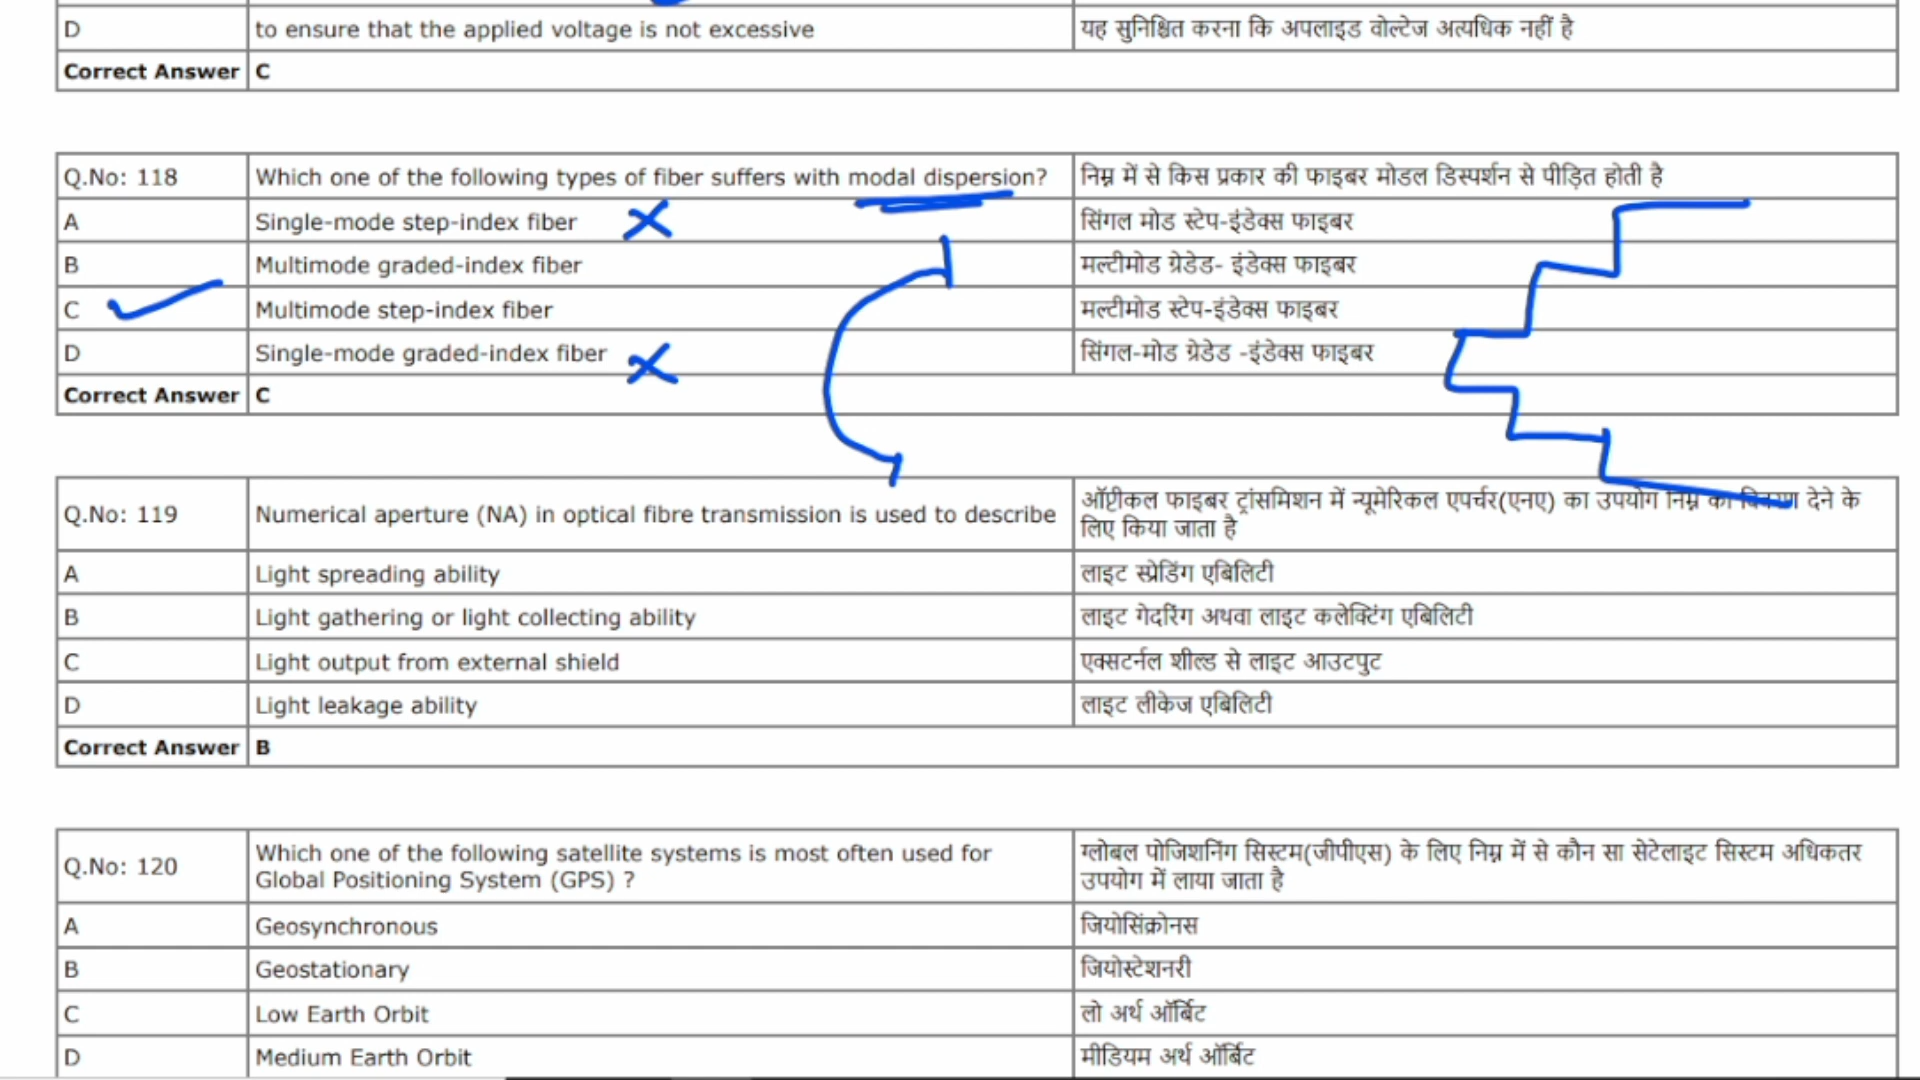 D to ensure that the applied voltage is not excessive यह सुनिश्चित करना कि अपलाइड वोल्टेज अत्यधिक नहीं है
Correct Answer C
Q.No: 118 Which one of the following types of fiber suffers with modal dispersion? निम्न में से किस प्रकार की फाइबर मोडल डिस्पर्शन से पीड़ित होती है
A Single-mode step-index fiber सिंगल मोड स्टेप-इंडेक्स फाइबर
B Multimode graded-index fiber मल्टीमोड ग्रेडेड- इंडेक्स फाइबर
C Multimode step-index fiber मल्टीमोड स्टेप-इंडेक्स फाइबर
D Single-mode graded-index fiber सिंगल-मोड ग्रेडेड -इंडेक्स फाइबर
Correct Answer C
Q.No: 119 Numerical aperture (NA) in optical fibre transmission is used to describe ऑप्टीकल फाइबर ट्रांसमिशन में न्यूमेरिकल एपर्चर(एनए) का उपयोग निम्न का विवरण देने के
लिए किया जाता है
A Light spreading ability लाइट स्प्रेडिंग एबिलिटी
B Light gathering or light collecting ability लाइट गेदरिंग अथवा लाइट कलेक्टिंग एबिलिटी
C Light output from external shield एक्सटर्नल शील्ड से लाइट आउटपुट
D Light leakage ability लाइट लीकेज एबिलिटी
Correct Answer B
Q.No: 120 Which one of the following satellite systems is most often used for ग्लोबल पोजिशनिंग सिस्टम(जीपीएस) के लिए निम्न में से कौन सा सेटेलाइट सिस्टम अधिकतर
Global Positioning System (GPS) ? उपयोग में लाया जाता है
A Geosynchronous जियोसिंक्रोनस
B Geostationary जियोस्टेशनरी
C Low Earth Orbit लो अर्थ ऑर्बिट
D Medium Earth Orbit मीडियम अर्थ ऑर्बिट